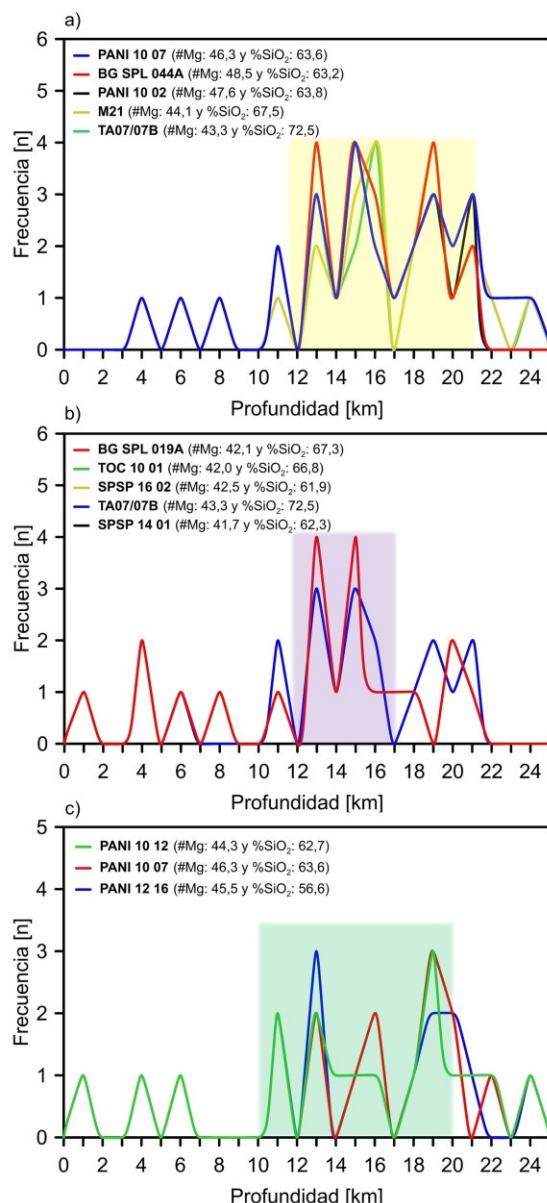 a)
6
5
4
3
2
1
0
Frecuencia [n]
PANI 10 07 (#Mg: 46,3 y %SiO₂: 63,6)
BG SPL 044A (#Mg: 48,5 y %SiO₂: 63,2)
PANI 10 02 (#Mg: 47,6 y %SiO₂: 63,8)
M21 (#Mg: 44,1 y %SiO₂: 67,5)
TA07/07B (#Mg: 43,3 y %SiO₂: 72,5)
0 2 4 6 8 10 12 14 16 18 20 22 24
Profundidad [km]
b)
6
5
4
3
2
1
0
Frecuencia [n]
BG SPL 019A (#Mg: 42,1 y %SiO₂: 67,3)
TOC 10 01 (#Mg: 42,0 y %SiO₂: 66,8)
SPSP 16 02 (#Mg: 42,5 y %SiO₂: 61,9)
TA07/07B (#Mg: 43,3 y %SiO₂: 72,5)
SPSP 14 01 (#Mg: 41,7 y %SiO₂: 62,3)
0 2 4 6 8 10 12 14 16 18 20 22 24
Profundidad [km]
c)
5
4
3
2
1
0
Frecuencia [n]
PANI 10 12 (#Mg: 44,3 y %SiO₂: 62,7)
PANI 10 07 (#Mg: 46,3 y %SiO₂: 63,6)
PANI 12 16 (#Mg: 45,5 y %SiO₂: 56,6)
0 2 4 6 8 10 12 14 16 18 20 22 24
Profundidad [km]